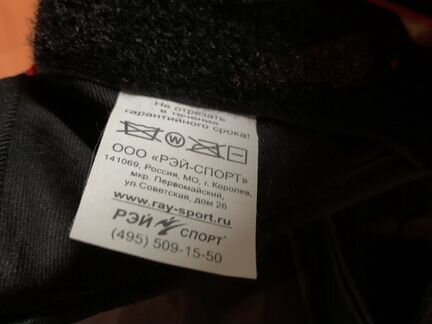 Не отрезать
в течение
гарантийного срока!
W
ООО «РЭЙ-СПОРТ»
141069, Россия, МО, г. Королев,
мкр. Первомайский,
ул.Советская, дом 26
www.ray-sport.ru
РЭЙ СПОРТ
(495) 509-15-50